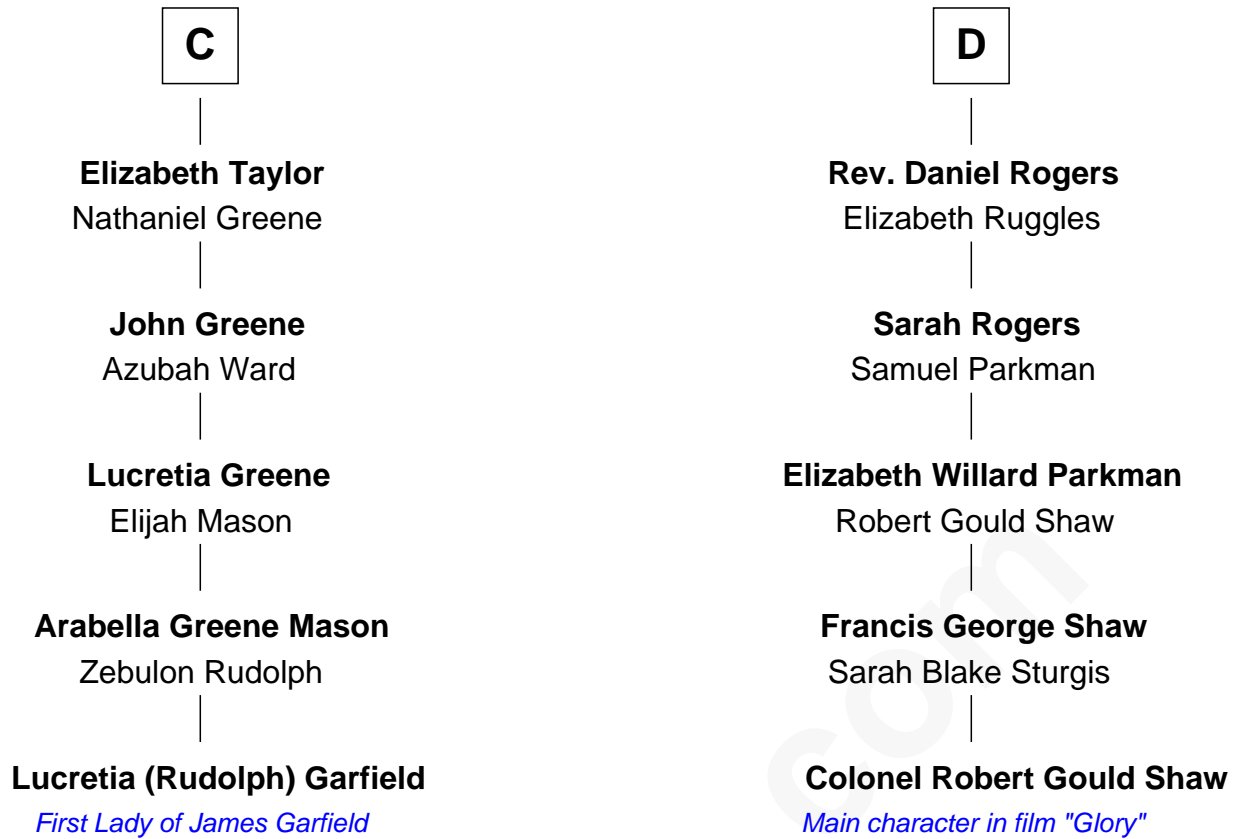 C
Elizabeth Taylor
Nathaniel Greene
John Greene
Azubah Ward
Lucretia Greene
Elijah Mason
Arabella Greene Mason
Zebulon Rudolph
Lucretia (Rudolph) Garfield
First Lady of James Garfield
D
Rev. Daniel Rogers
Elizabeth Ruggles
Sarah Rogers
Samuel Parkman
Elizabeth Willard Parkman
Robert Gould Shaw
Francis George Shaw
Sarah Blake Sturgis
Colonel Robert Gould Shaw
Main character in film "Glory"
com